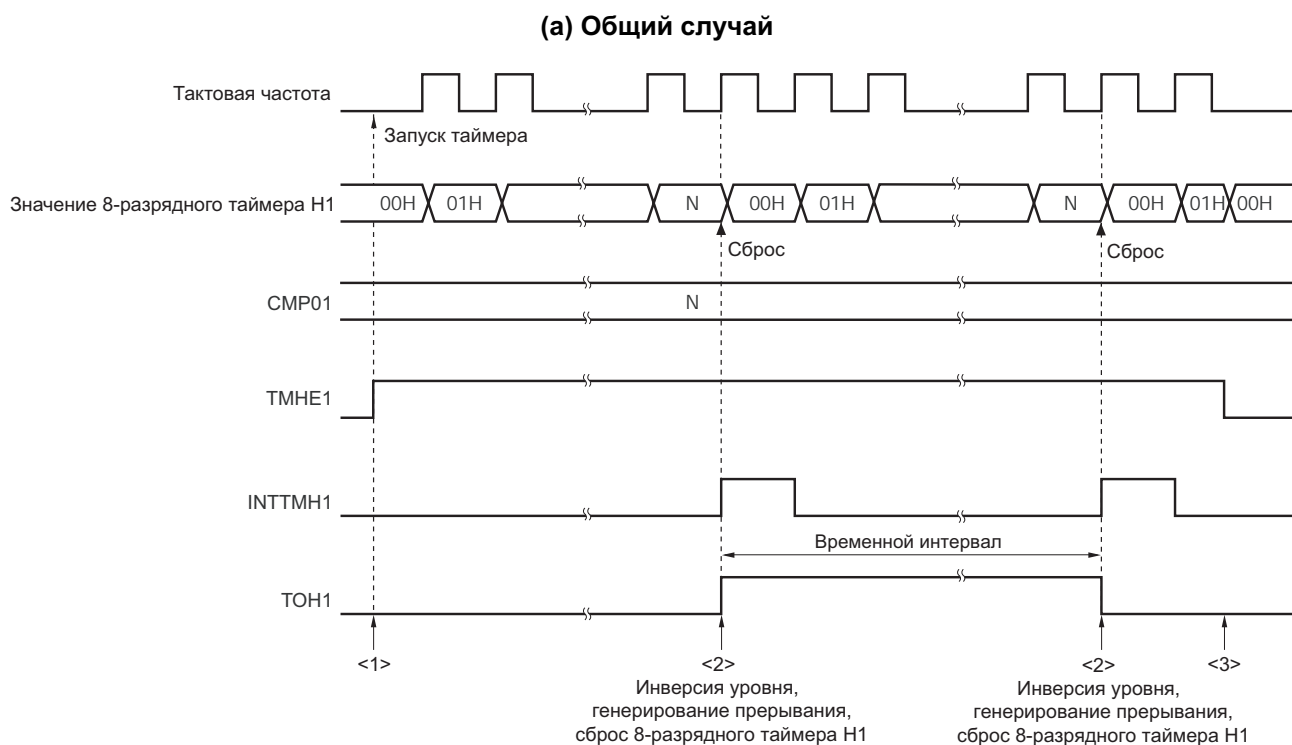 (а) Общий случай
Тактовая частота
Запуск таймера
Значение 8-разрядного таймера H1
00H 01H N 00H 01H N 00H 01H 00H
Сброс Сброс
CMP01
N
TMHE1
INTTMH1
Временной интервал
TOH1
<1> <2> <2> <3>
Инверсия уровня, Инверсия уровня,
генерирование прерывания, генерирование прерывания,
сброс 8-разрядного таймера H1 сброс 8-разрядного таймера H1